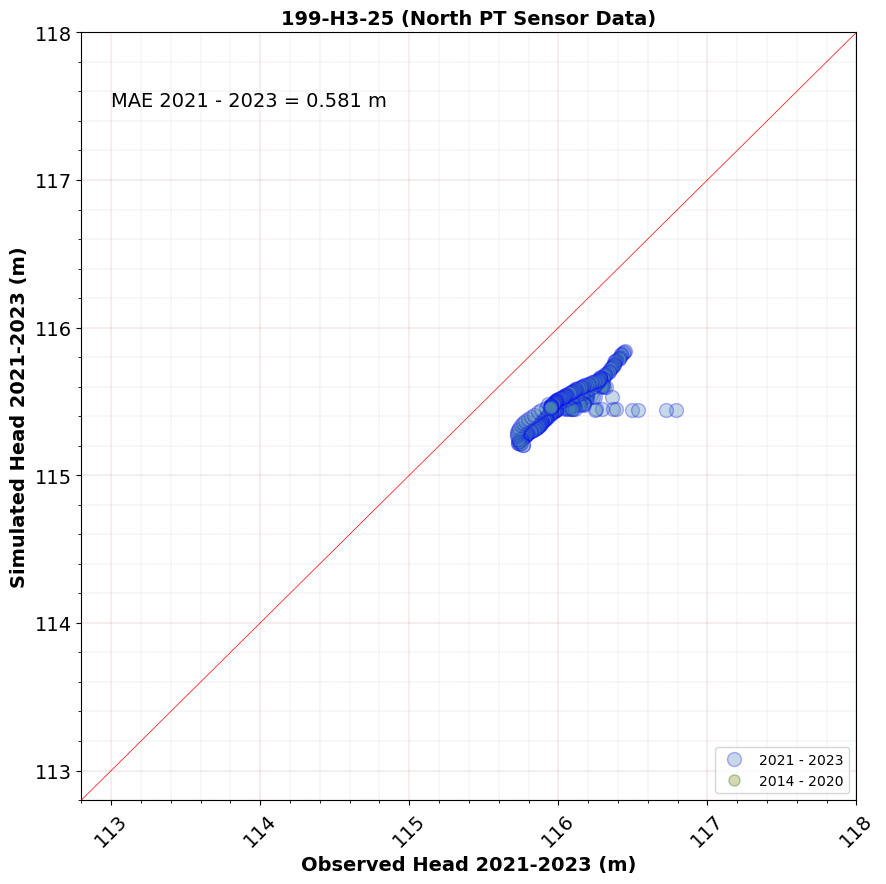 199-H3-25 (North PT Sensor Data)
118
MAE 2021 - 2023 = 0.581 m
117
116
115
114
113
Simulated Head 2021-2023 (m)
2021 - 2023
2014 - 2020
113
114
115
116
117
118
Observed Head 2021-2023 (m)